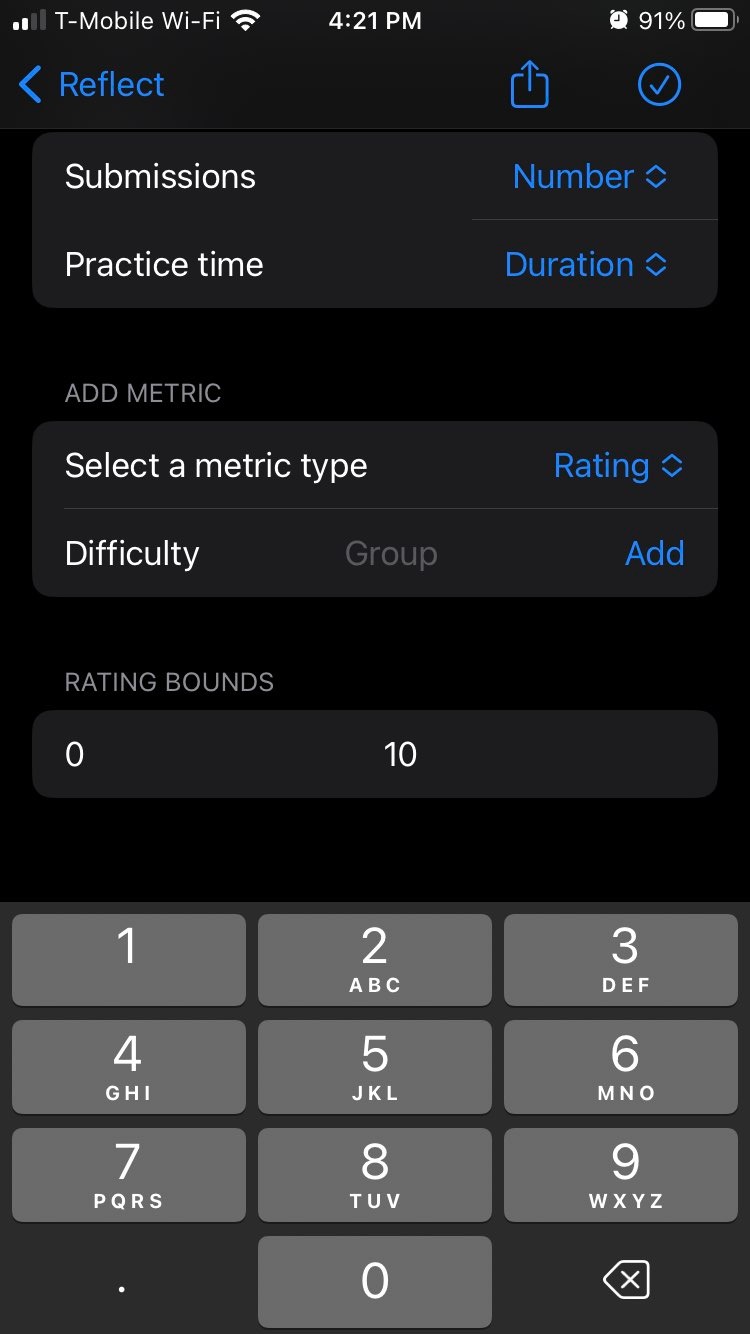 T-Mobile Wi-Fi 4:21 PM 91%
Reflect
Submissions Number
Practice time Duration
ADD METRIC
Select a metric type Rating
Difficulty Group Add
RATING BOUNDS
0 10
1 2 3
ABC DEF
4 5 6
GHI JKL MNO
7 8 9
PQRS TUV WXYZ
. 0